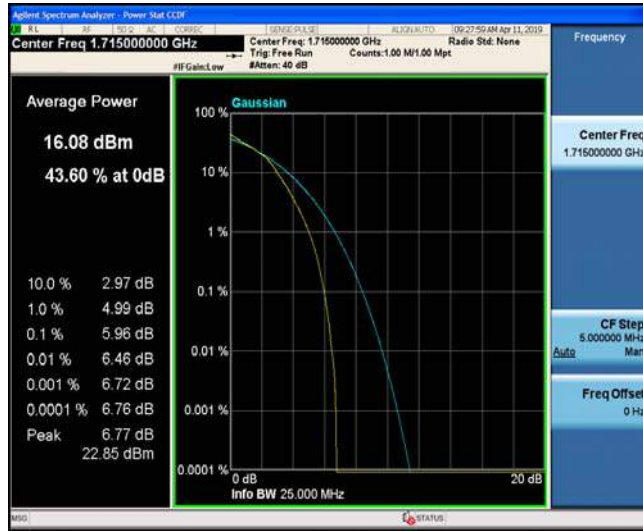 Agilent Spectrum Analyzer - Power Stat CCDF
RL RF 50 Ω AC CORREC SENSE:PULSE ALIGN AUTO 09:27:59 AM Apr 11, 2019
Center Freq 1.715000000 GHz
Center Freq: 1.715000000 GHz Radio Std: None
Trig: Free Run Counts:1.00 M/1.00 Mpt
#IFGain:Low #Atten: 40 dB
Frequency
Average Power
16.08 dBm
43.60 % at 0dB
10.0 % 2.97 dB
1.0 % 4.99 dB
0.1 % 5.96 dB
0.01 % 6.46 dB
0.001 % 6.72 dB
0.0001 % 6.76 dB
Peak 6.77 dB
22.85 dBm
Gaussian
100 %
10 %
1 %
0.1 %
0.01 %
0.001 %
0.0001 %
0 dB 20 dB
Info BW 25.000 MHz
Center Freq
1.715000000 GHz
CF Step
5.000000 MHz
Auto Man
Freq Offset
0 Hz
MSG STATUS